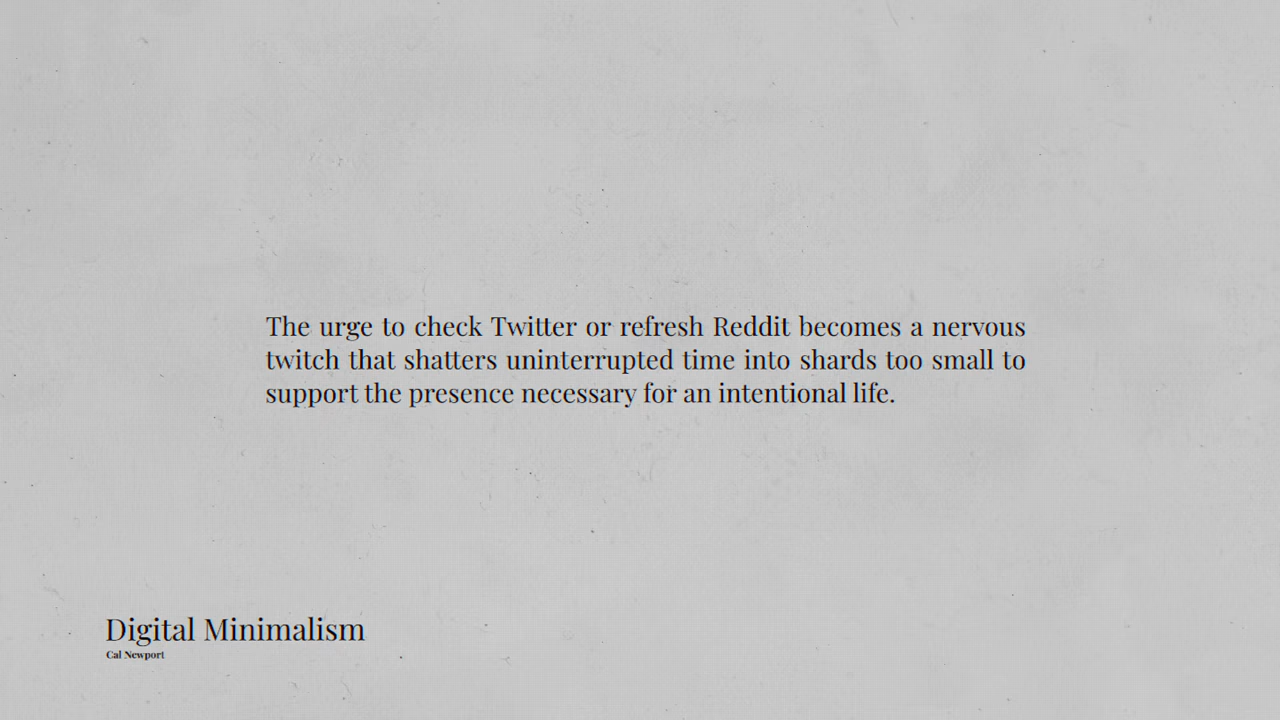 The urge to check Twitter or refresh Reddit becomes a nervous
twitch that shatters uninterrupted time into shards too small to
support the presence necessary for an intentional life.
Digital Minimalism
Cal Newport